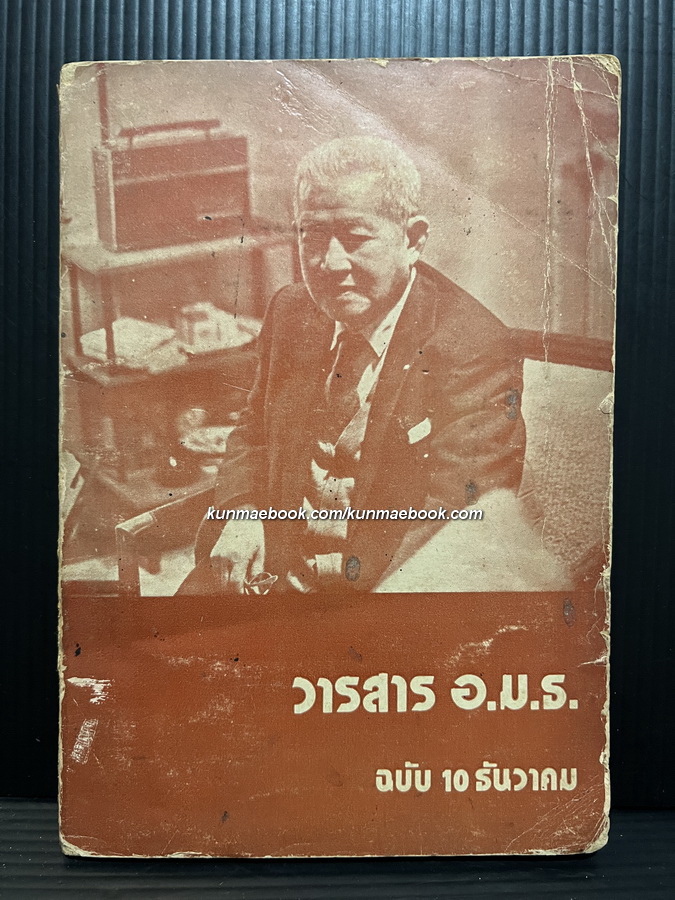 kunmaebook.com/kunmaebook.com
วารสาร อ.ม.ธ.
ฉบับ 10 ธันวาคม